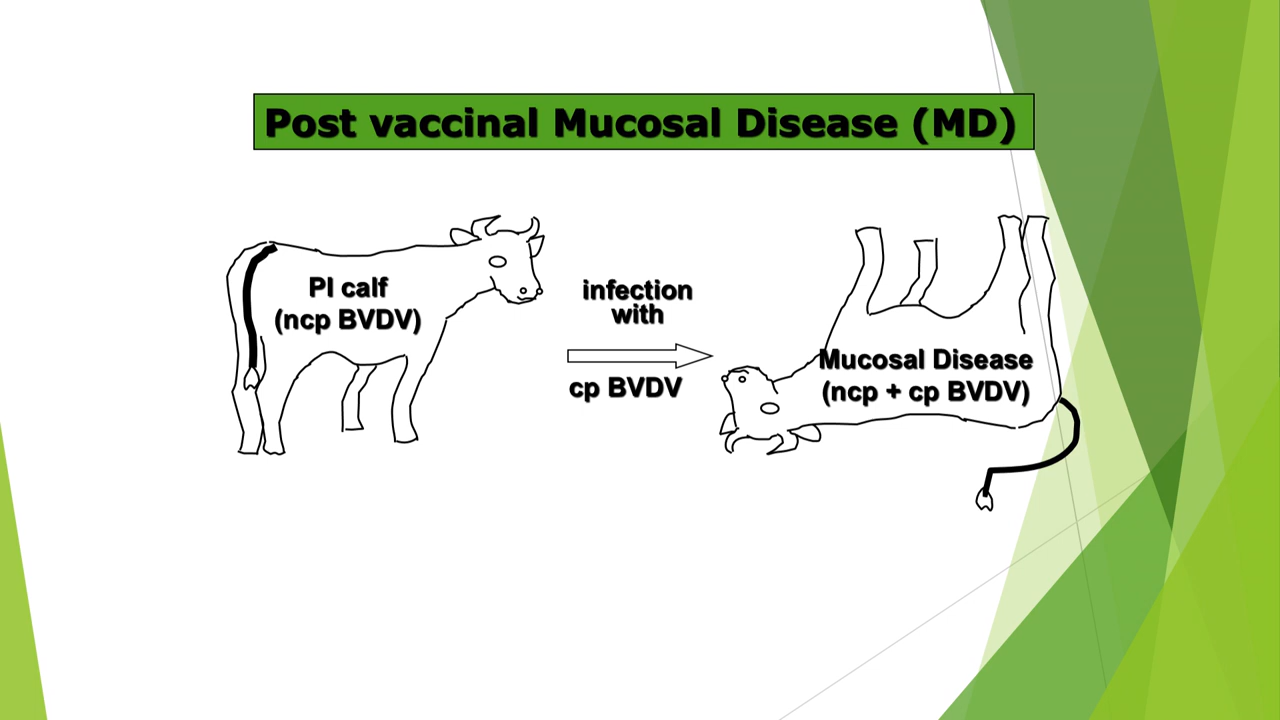 Post vaccinal Mucosal Disease (MD)
PI calf
(ncp BVDV)
infection
with
cp BVDV
Mucosal Disease
(ncp + cp BVDV)